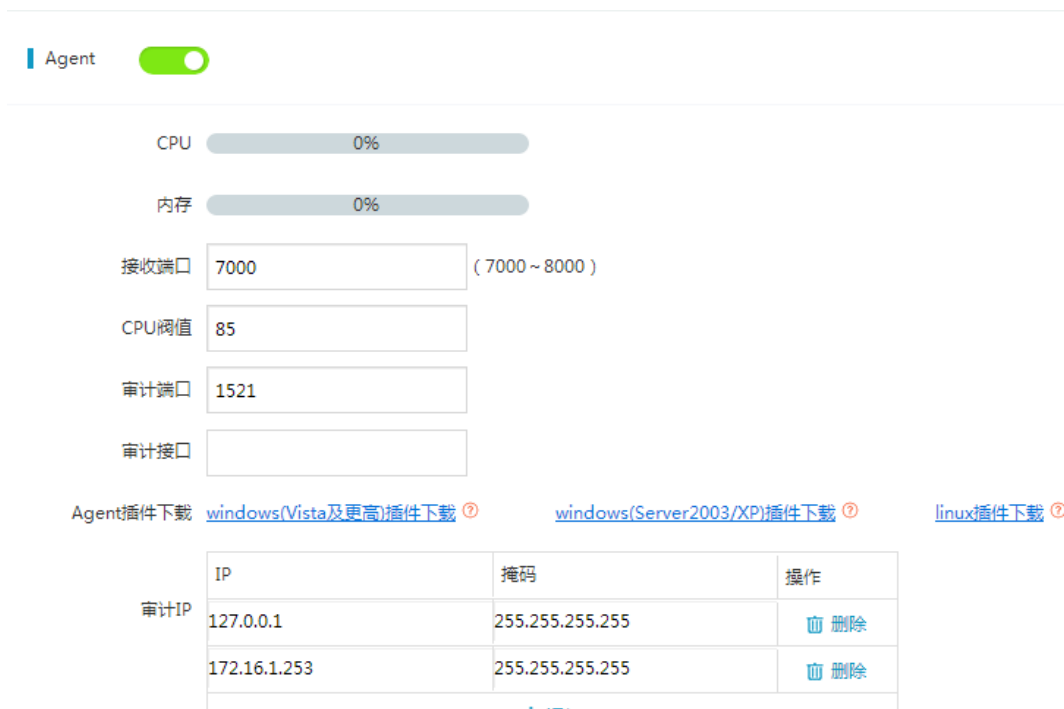 Agent
CPU 0%
内存 0%
接收端口 7000 ( 7000 ~ 8000 )
CPU阀值 85
审计端口 1521
审计接口
Agent插件下载 windows(Vista及更高)插件下载 ? windows(Server2003/XP)插件下载 ? linux插件下载 ?
IP 掩码 操作
审计IP
127.0.0.1 255.255.255.255 删除
172.16.1.253 255.255.255.255 删除